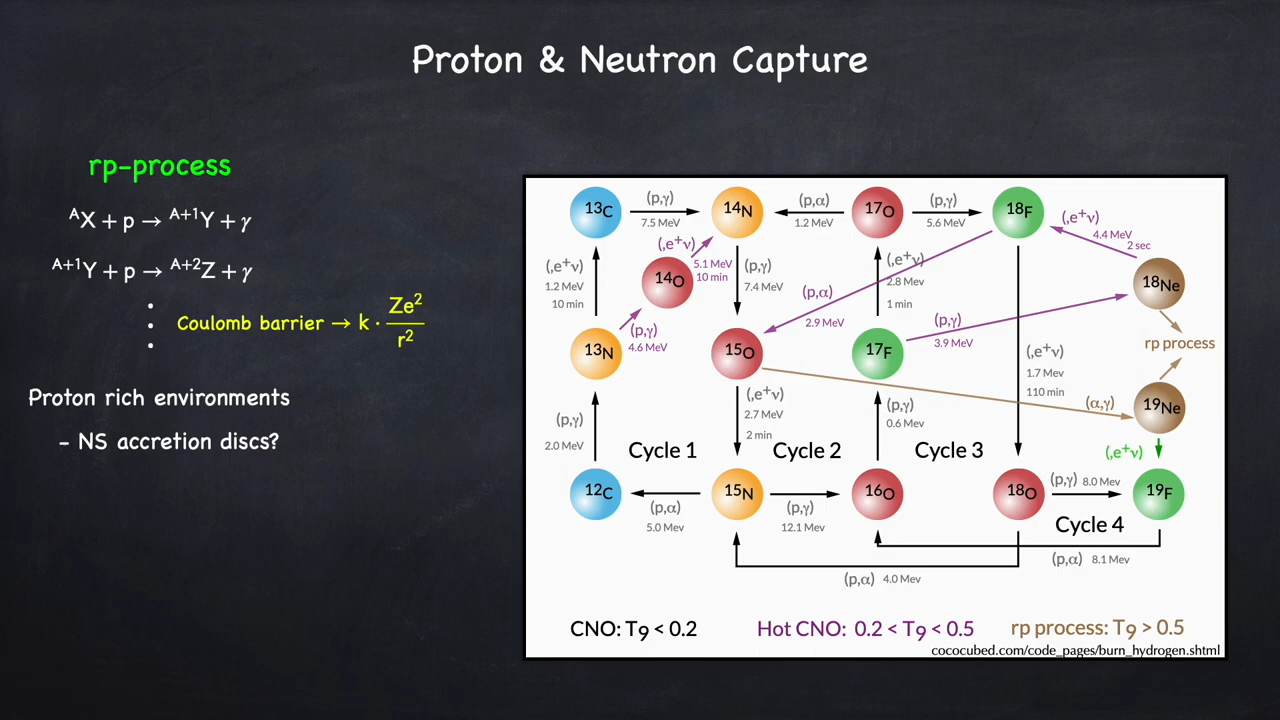 Proton & Neutron Capture
rp-process
ᴬX + p → ᴬ⁺¹Y + γ
ᴬ⁺¹Y + p → ᴬ⁺²Z + γ
Coulomb barrier → k · Ze²/r²
Proton rich environments
- NS accretion discs?
¹³C (p,γ) 7.5 MeV ¹⁴N (p,α) 1.2 MeV ¹⁷O (p,γ) 5.6 MeV ¹⁸F
(,e⁺ν) 4.4 MeV 2 sec
(,e⁺ν) 5.1 MeV 10 min
¹⁴O
(,e⁺ν) 1.2 MeV 10 min
(p,γ) 7.4 MeV
(,e⁺ν) 2.8 Mev 1 min
¹⁸Ne
(p,α) 2.9 MeV
(p,γ) 4.6 MeV
(p,γ) 3.9 MeV
rp process
¹³N ¹⁵O ¹⁷F
(,e⁺ν) 1.7 MeV 110 min
(,e⁺ν) 2.7 MeV 2 min
(α,γ)
¹⁹Ne
(p,γ) 2.0 MeV
(p,γ) 0.6 Mev
(,e⁺ν)
Cycle 1 Cycle 2 Cycle 3
¹²C (p,α) 5.0 Mev ¹⁵N (p,γ) 12.1 Mev ¹⁶O ¹⁸O (p,γ) 8.0 Mev ¹⁹F
Cycle 4
(p,α) 8.1 Mev
(p,α) 4.0 Mev
CNO: T₉ < 0.2 Hot CNO: 0.2 < T₉ < 0.5 rp process: T₉ > 0.5
cococubed.com/code_pages/burn_hydrogen.shtml